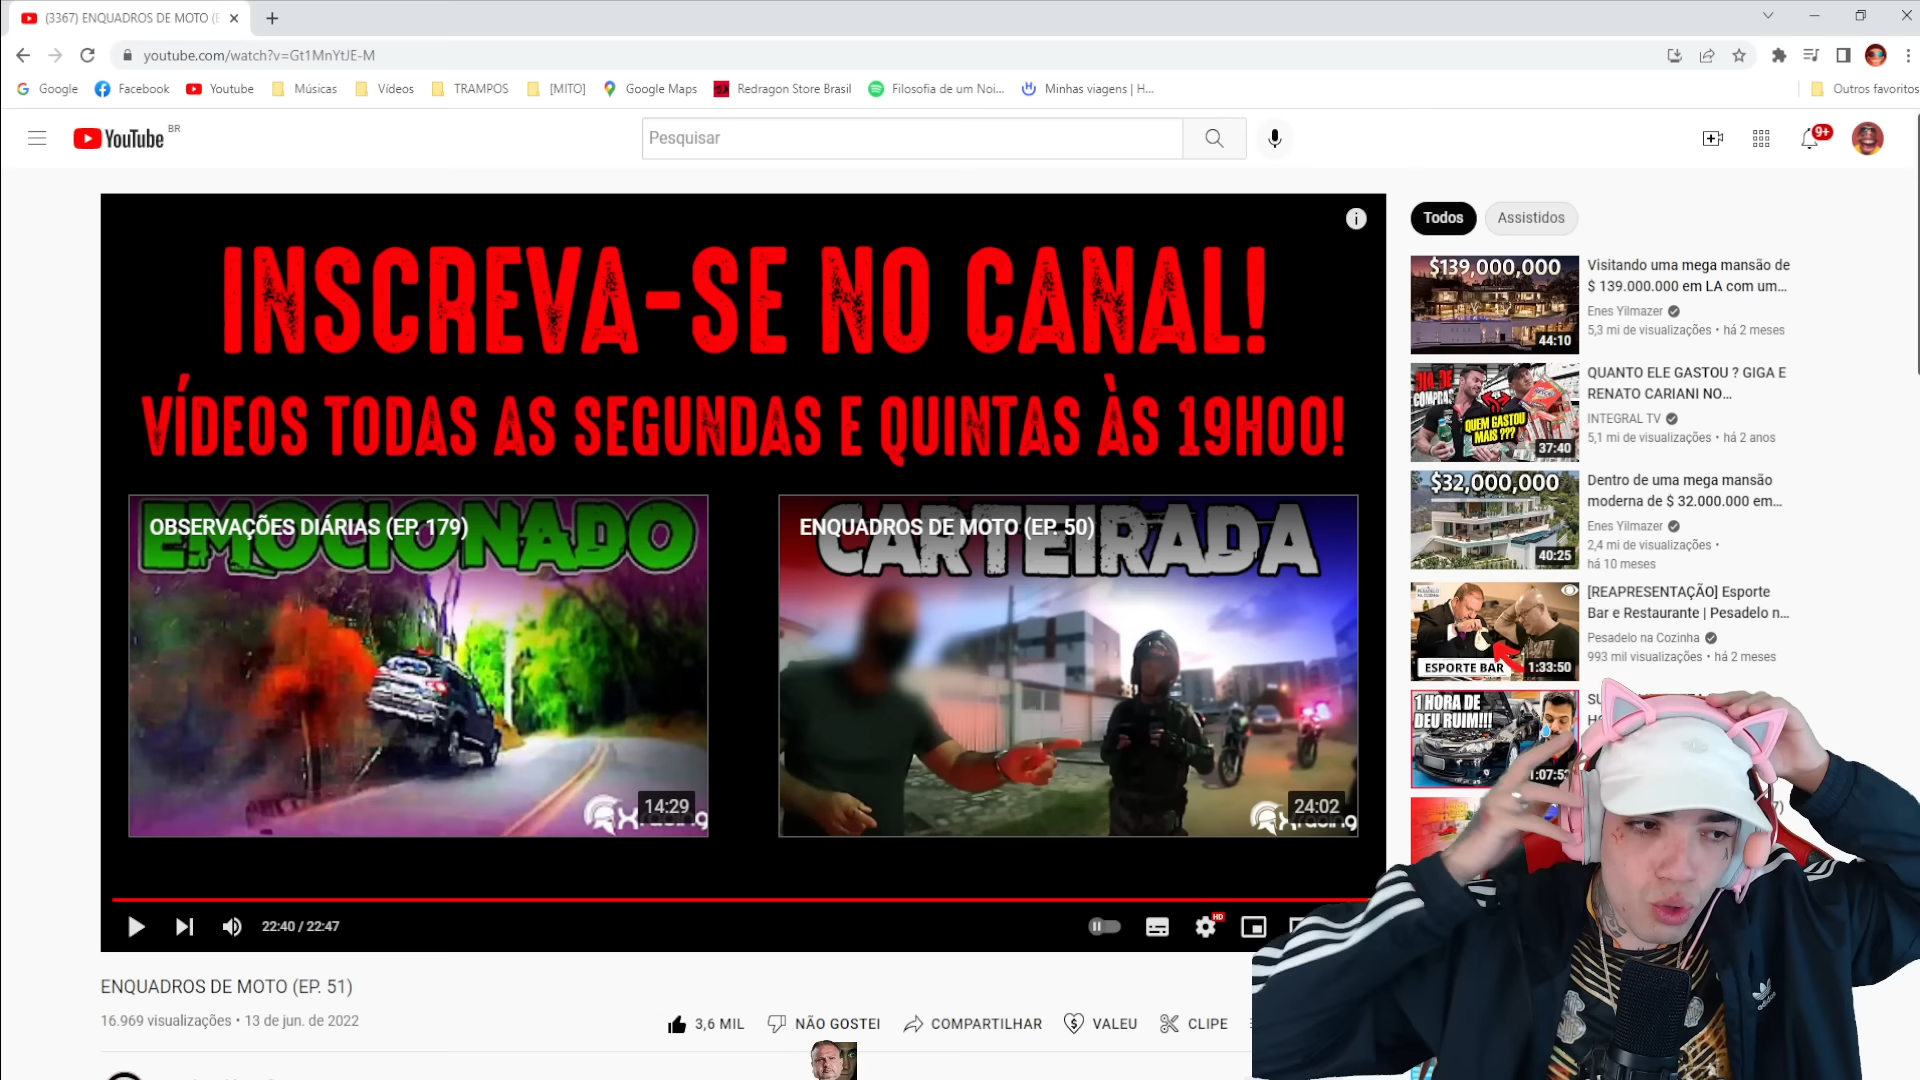 (3367) ENQUADROS DE MOTO (E
youtube.com/watch?v=Gt1MnYtJE-M
Google
Facebook
Youtube
Músicas
Vídeos
TRAMPOS
[MITO]
Google Maps
Redragon Store Brasil
Filosofia de um Noi...
Minhas viagens | H...
Outros favoritos
YouTube BR
Pesquisar
9+
INSCREVA-SE NO CANAL!
VÍDEOS TODAS AS SEGUNDAS E QUINTAS ÀS 19H00!
EMOCIONADO
OBSERVAÇÕES DIÁRIAS (EP. 179)
14:29
Xracing
CARTEIRADA
ENQUADROS DE MOTO (EP. 50)
24:02
Xracing
22:40 / 22:47
HD
ENQUADROS DE MOTO (EP. 51)
16.969 visualizações • 13 de jun. de 2022
3,6 MIL
NÃO GOSTEI
COMPARTILHAR
VALEU
CLIPE
Todos
Assistidos
$139,000,000
44:10
Visitando uma mega mansão de
$ 139.000.000 em LA com um...
Enes Yilmazer
5,3 mi de visualizações • há 2 meses
DIA DE
COMPRA
QUEM GASTOU
MAIS ???
37:40
QUANTO ELE GASTOU ? GIGA E
RENATO CARIANI NO...
INTEGRAL TV
5,1 mi de visualizações • há 2 anos
$32,000,000
40:25
Dentro de uma mega mansão
moderna de $ 32.000.000 em...
Enes Yilmazer
2,4 mi de visualizações •
há 10 meses
ESPORTE BAR
1:33:50
[REAPRESENTAÇÃO] Esporte
Bar e Restaurante | Pesadelo n...
Pesadelo na Cozinha
993 mil visualizações • há 2 meses
1 HORA DE
DEU RUIM!!!
adidas